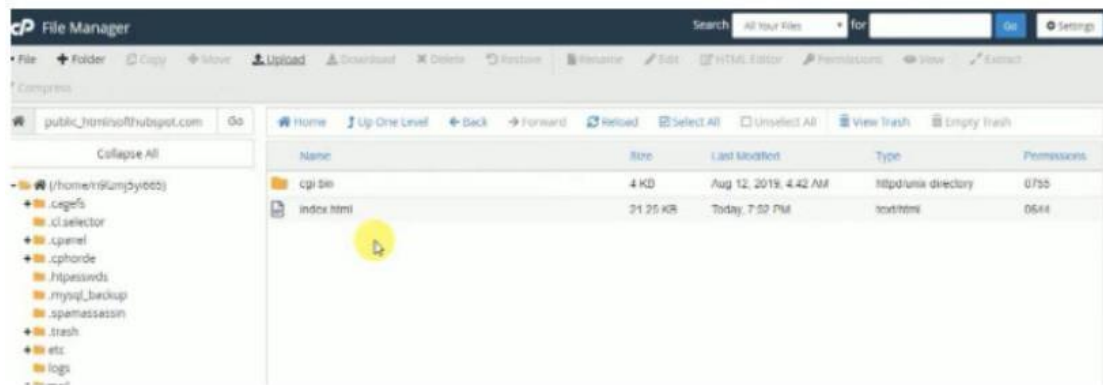 cP File Manager Search All Your Files for Go Settings
File + Folder Copy Move Upload Download Delete Restore Rename Edit HTML Editor Permissions View Extract
Compress
public_html/softhubspot.com Go Home Up One Level Back Forward Reload Select All Unselect All View Trash Empty Trash
Collapse All Name Size Last Modified Type Permissions
cgi-bin 4 KB Aug 12, 2019, 4:42 AM httpd/unix-directory 0755
.cagefs index.html 21.25 KB Today, 7:52 PM text/html 0644
.cl.selector
.cpanel
.cphorde
.htpasswds
.mysql_backup
.spamassassin
.trash
etc
logs